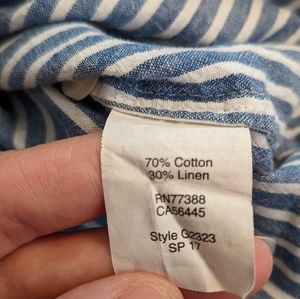 70% Cotton
30% Linen
RN77388
CA56445
Style G2323
SP 17